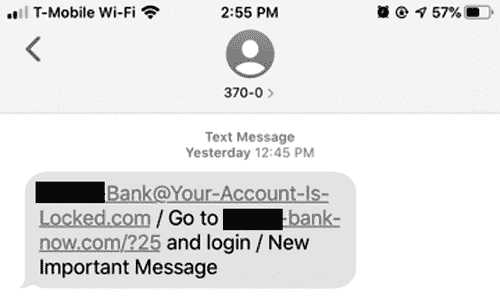 T-Mobile Wi-Fi 2:55 PM 57%
370-0 >
Text Message
Yesterday 12:45 PM
-Bank@Your-Account-Is-
Locked.com / Go to -bank-
now.com/?25 and login / New
Important Message